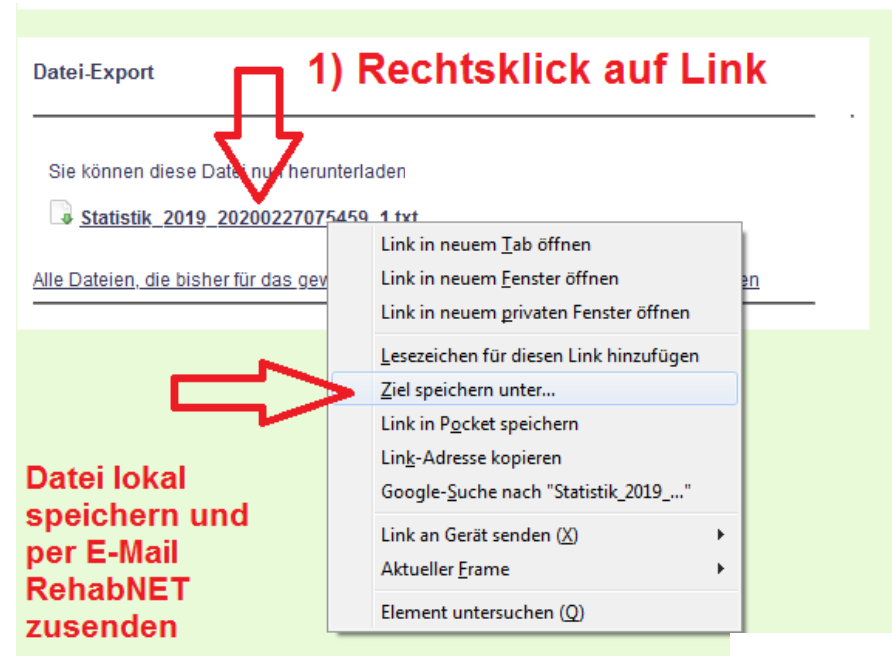 1) Rechtsklick auf Link
Datei-Export
Sie können diese Datei nun herunterladen
Statistik_2019_20200227075459_1.txt
Alle Dateien, die bisher für das gew
en
Link in neuem Tab öffnen
Link in neuem Fenster öffnen
Link in neuem privaten Fenster öffnen
Lesezeichen für diesen Link hinzufügen
Ziel speichern unter...
Link in Pocket speichern
Link-Adresse kopieren
Google-Suche nach "Statistik_2019_..."
Link an Gerät senden (X)
Aktueller Frame
Element untersuchen (Q)
Datei lokal
speichern und
per E-Mail
RehabNET
zusenden